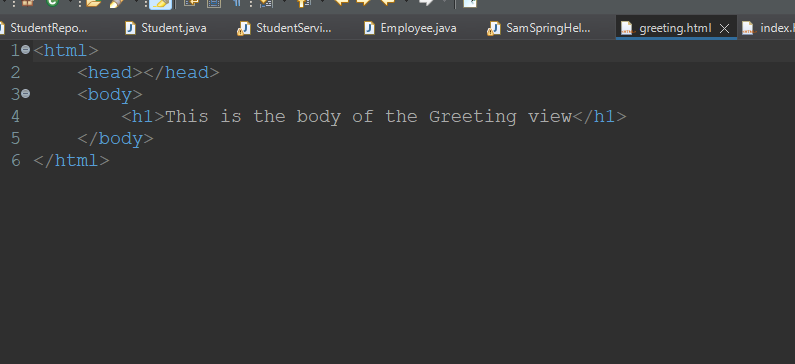 StudentRepo... Student.java StudentServi... Employee.java SamSpringHel... greeting.html index.
1 <html>
2 <head></head>
3 <body>
4 <h1>This is the body of the Greeting view</h1>
5 </body>
6 </html>